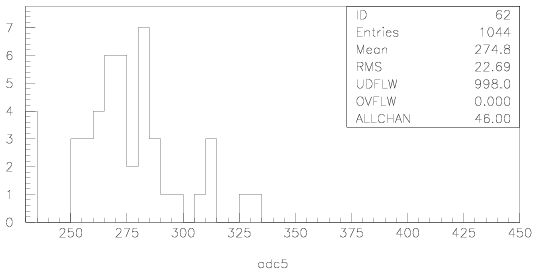 7
6
5
4
3
2
1
0
ID 62
Entries 1044
Mean 274.8
RMS 22.69
UDFLW 998.0
OVFLW 0.000
ALLCHAN 46.00
250 275 300 325 350 375 400 425 450
adc5